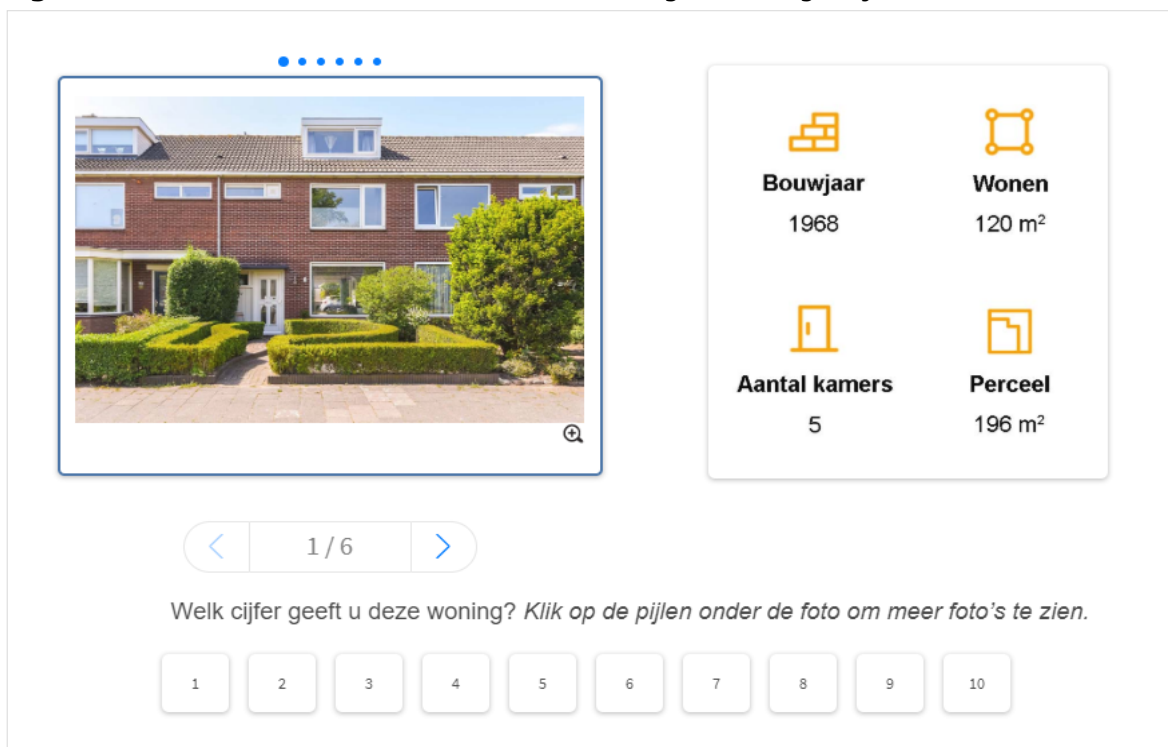 Bouwjaar
1968
Wonen
120 m²
Aantal kamers
5
Perceel
196 m²
1 / 6
Welk cijfer geeft u deze woning? Klik op de pijlen onder de foto om meer foto's te zien.
1 2 3 4 5 6 7 8 9 10